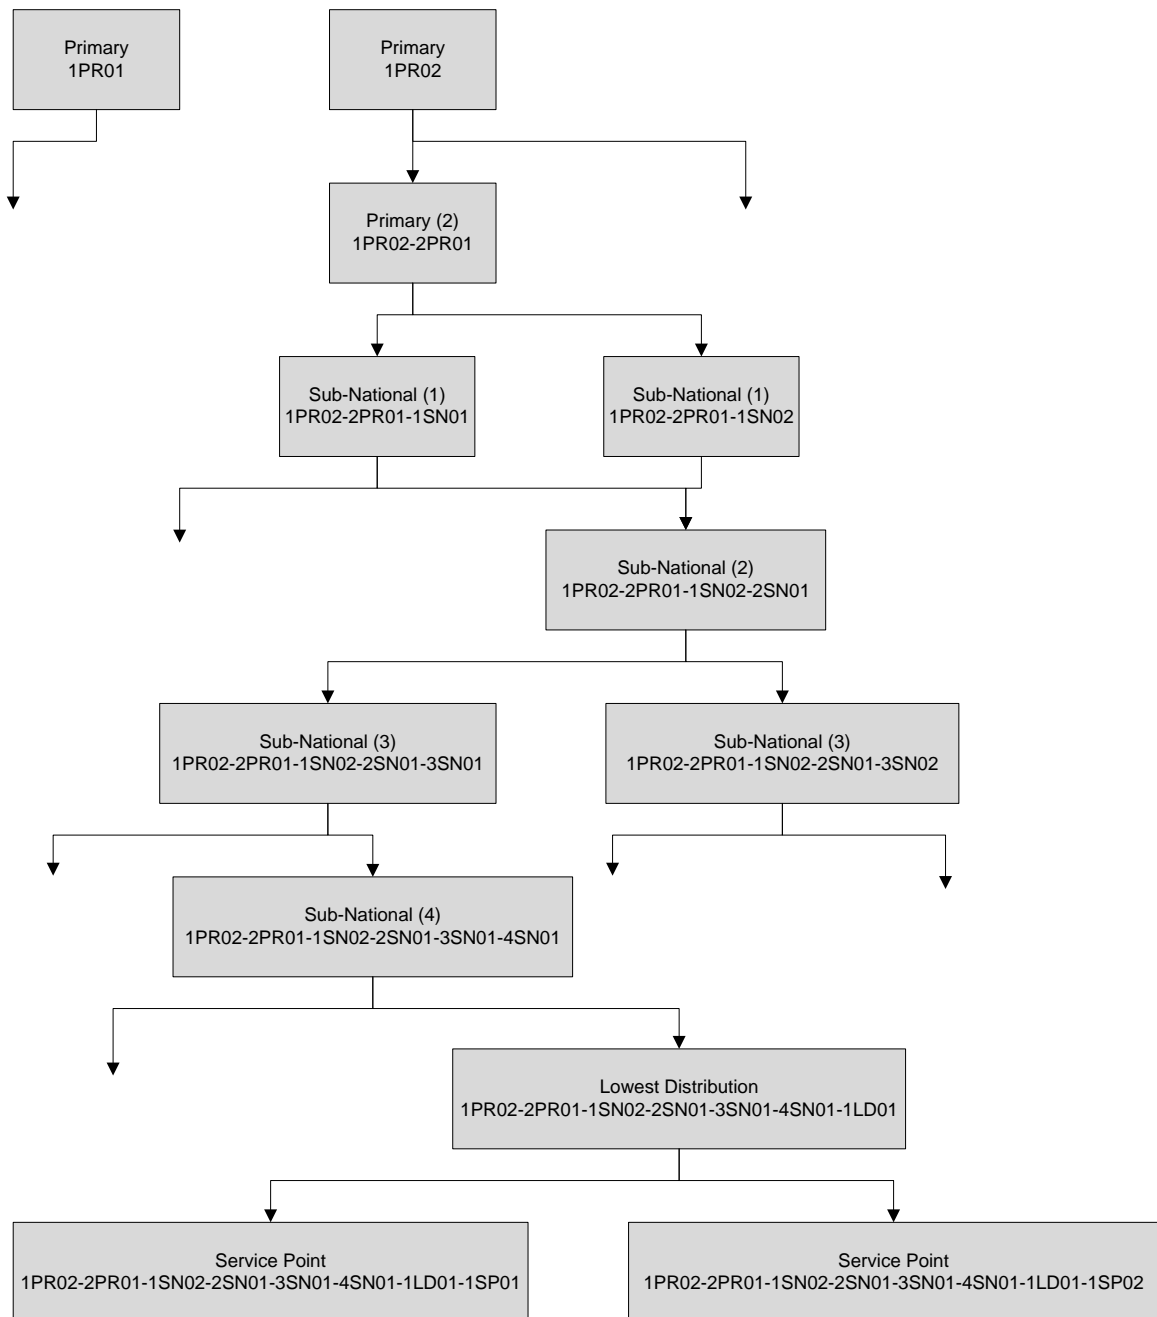 Primary
1PR01
Primary
1PR02
Primary (2)
1PR02-2PR01
Sub-National (1)
1PR02-2PR01-1SN01
Sub-National (1)
1PR02-2PR01-1SN02
Sub-National (2)
1PR02-2PR01-1SN02-2SN01
Sub-National (3)
1PR02-2PR01-1SN02-2SN01-3SN01
Sub-National (3)
1PR02-2PR01-1SN02-2SN01-3SN02
Sub-National (4)
1PR02-2PR01-1SN02-2SN01-3SN01-4SN01
Lowest Distribution
1PR02-2PR01-1SN02-2SN01-3SN01-4SN01-1LD01
Service Point
1PR02-2PR01-1SN02-2SN01-3SN01-4SN01-1LD01-1SP01
Service Point
1PR02-2PR01-1SN02-2SN01-3SN01-4SN01-1LD01-1SP02